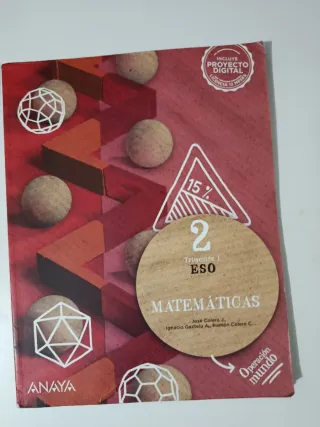 INCLUYE
PROYECTO
DIGITAL
15 %
2
Trimestre 1
ESO
MATEMÁTICAS
José Colera J.,
Ignacio Gaztelu A., Ramón Colera C.
Operación
mundo
ANAYA